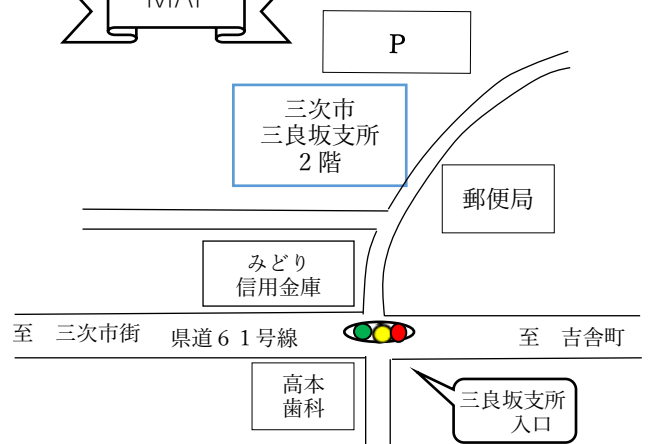 MAP
P
三次市
三良坂支所
２階
郵便局
みどり
信用金庫
至　三次市街　県道６１号線
至　吉舎町
高本
歯科
三良坂支所
入口